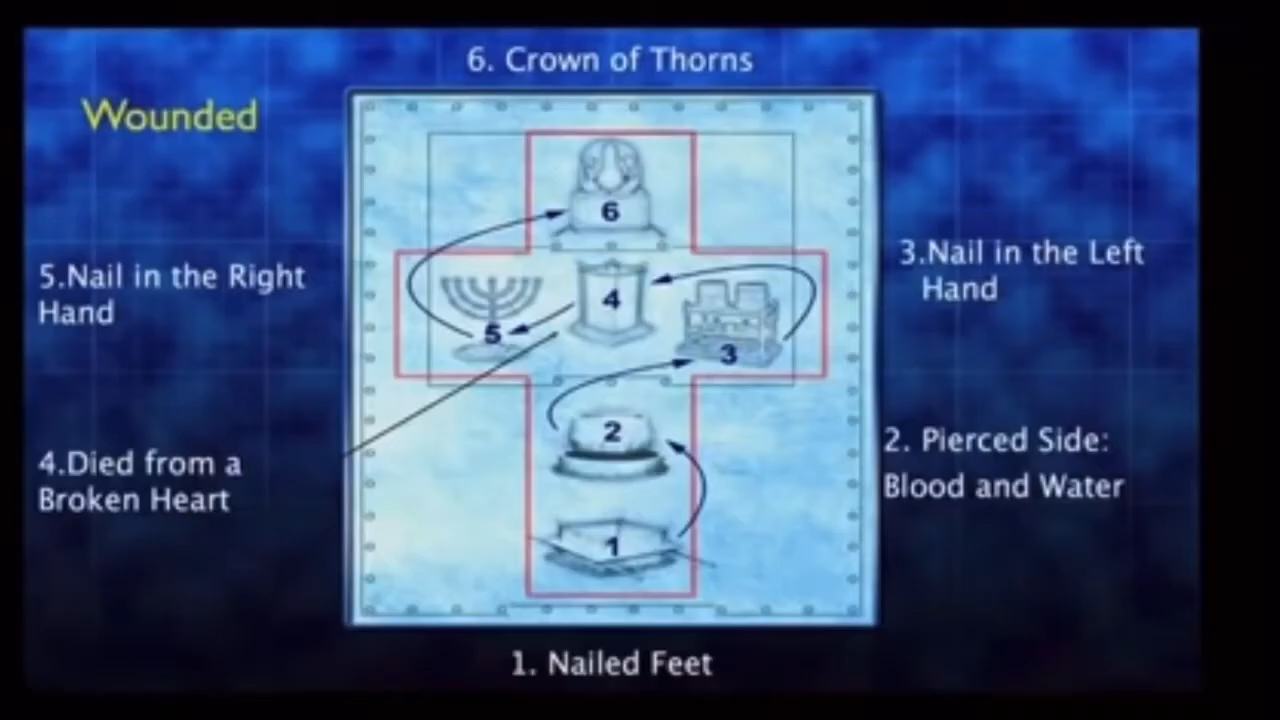 6. Crown of Thorns
Wounded
6
5.Nail in the Right
Hand
3.Nail in the Left
Hand
4
5
3
4.Died from a
Broken Heart
2
2. Pierced Side:
Blood and Water
1
1. Nailed Feet